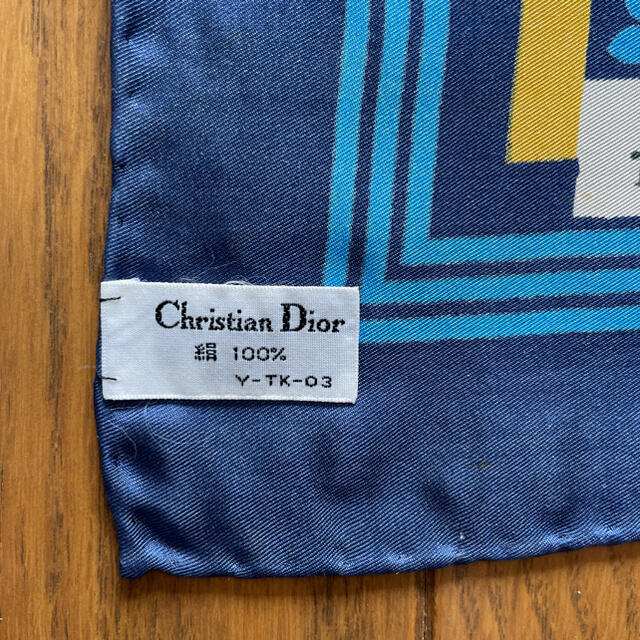 Christian Dior
絹 100%
Y-TK-03